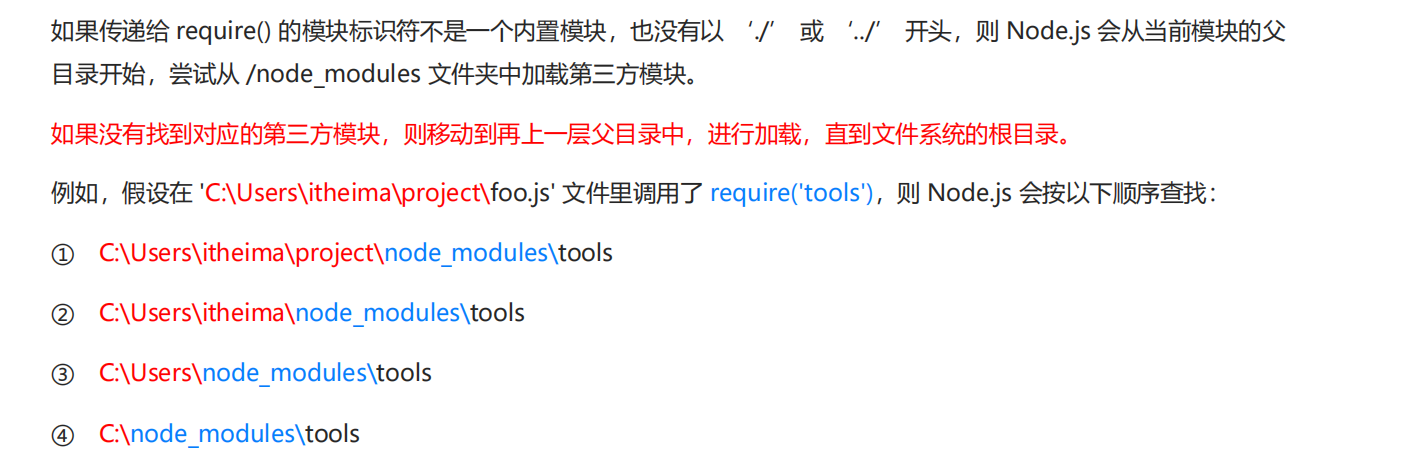 如果传递给 require() 的模块标识符不是一个内置模块，也没有以 ‘./’ 或 ‘../’ 开头，则 Node.js 会从当前模块的父
目录开始，尝试从 /node_modules 文件夹中加载第三方模块。
如果没有找到对应的第三方模块，则移动到再上一层父目录中，进行加载，直到文件系统的根目录。
例如，假设在 'C:\Users\itheima\project\foo.js' 文件里调用了 require('tools')，则 Node.js 会按以下顺序查找：
① C:\Users\itheima\project\node_modules\tools
② C:\Users\itheima\node_modules\tools
③ C:\Users\node_modules\tools
④ C:\node_modules\tools